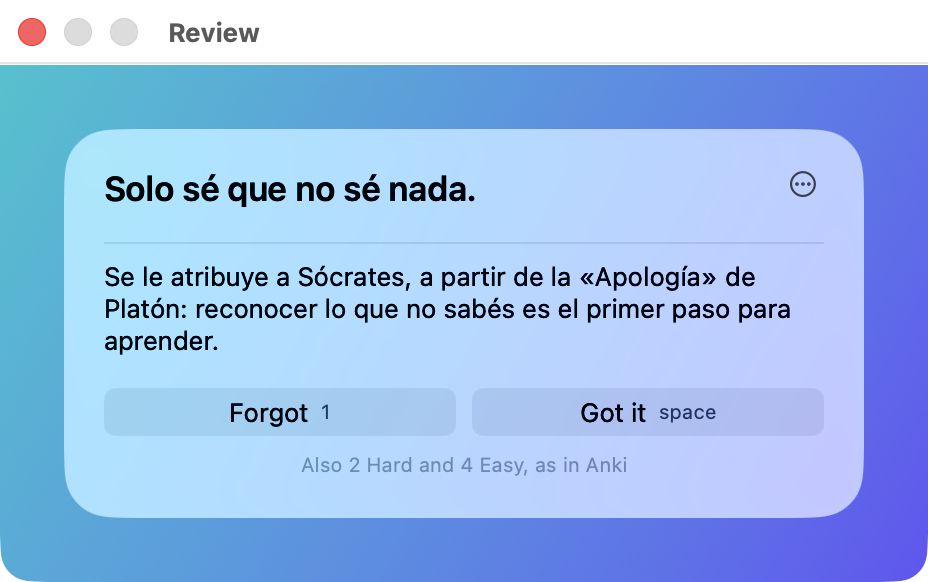 Review
Solo sé que no sé nada.
Se le atribuye a Sócrates, a partir de la «Apología» de
Platón: reconocer lo que no sabés es el primer paso para
aprender.
Forgot 1
Got it space
Also 2 Hard and 4 Easy, as in Anki